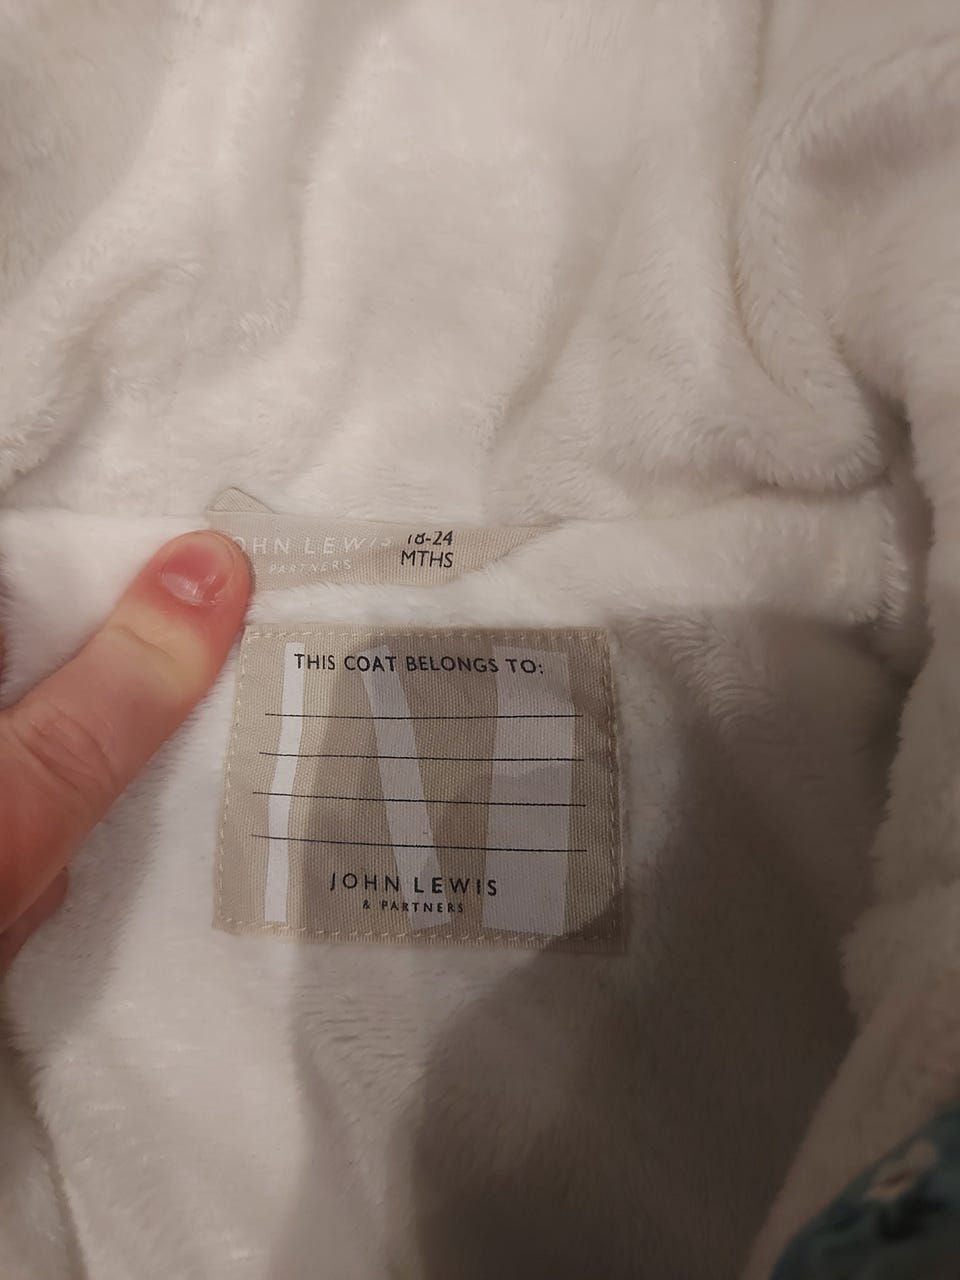 JOHN LEWIS 18-24
& PARTNERS MTHS
THIS COAT BELONGS TO:
JOHN LEWIS
& PARTNERS